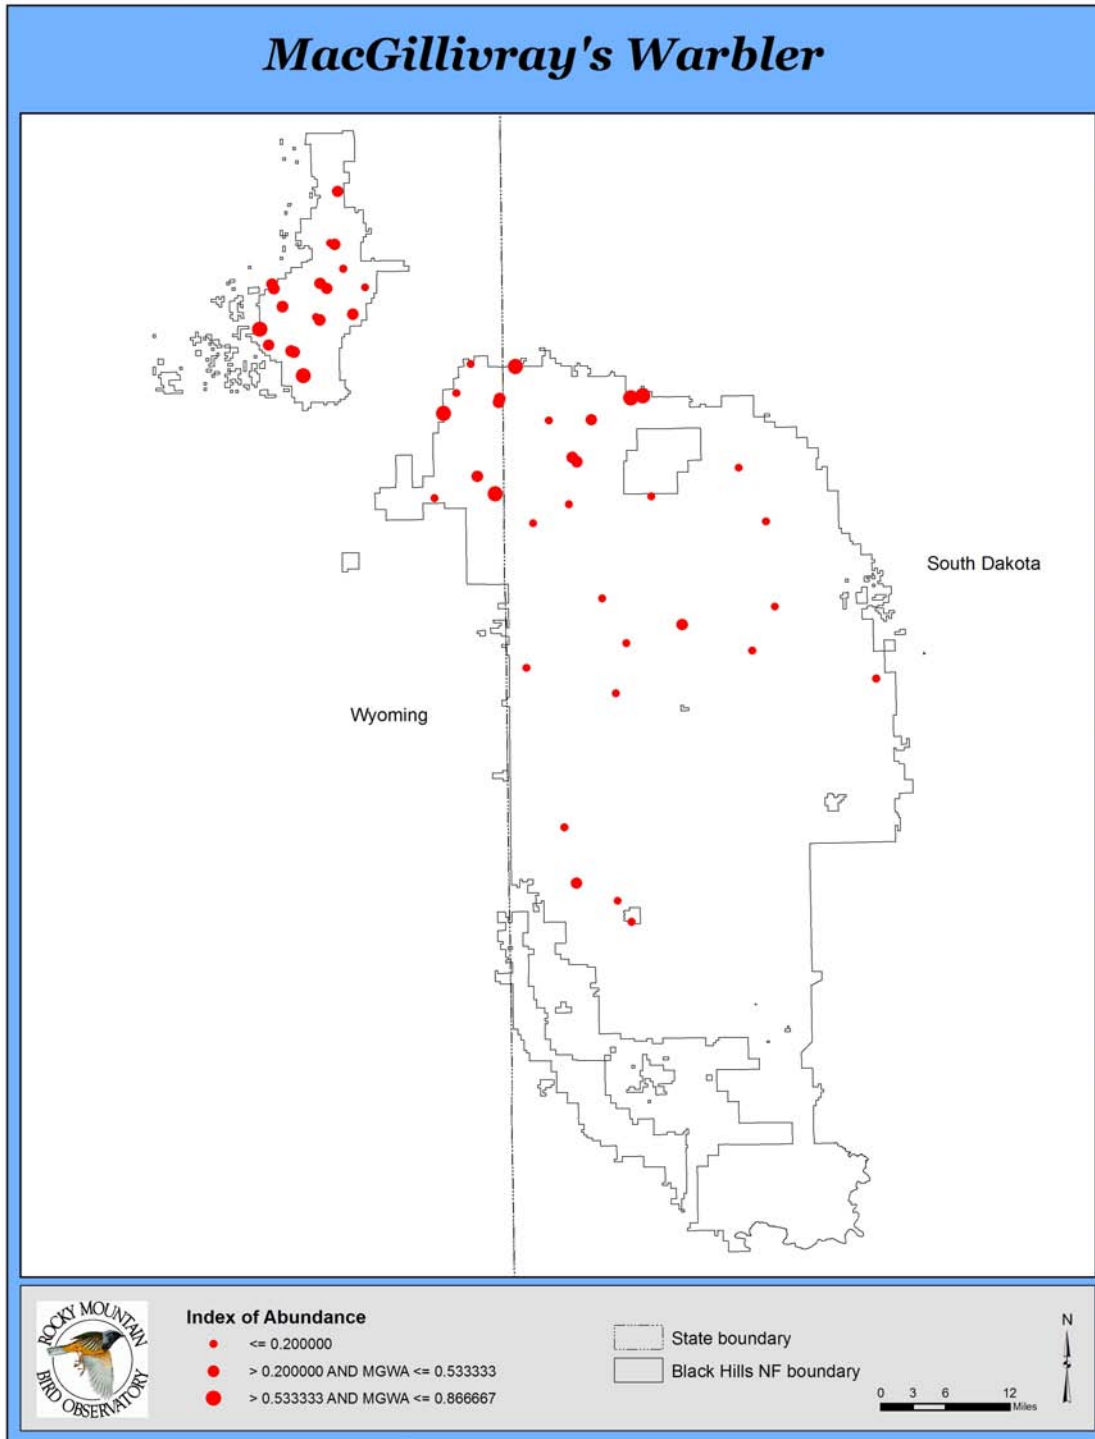 MacGillivray's Warbler
South Dakota
Wyoming
ROCKY MOUNTAIN
BIRD OBSERVATORY
Index of Abundance
<= 0.200000
> 0.200000 AND MGWA <= 0.533333
> 0.533333 AND MGWA <= 0.866667
State boundary
Black Hills NF boundary
N
0 3 6 12
Miles